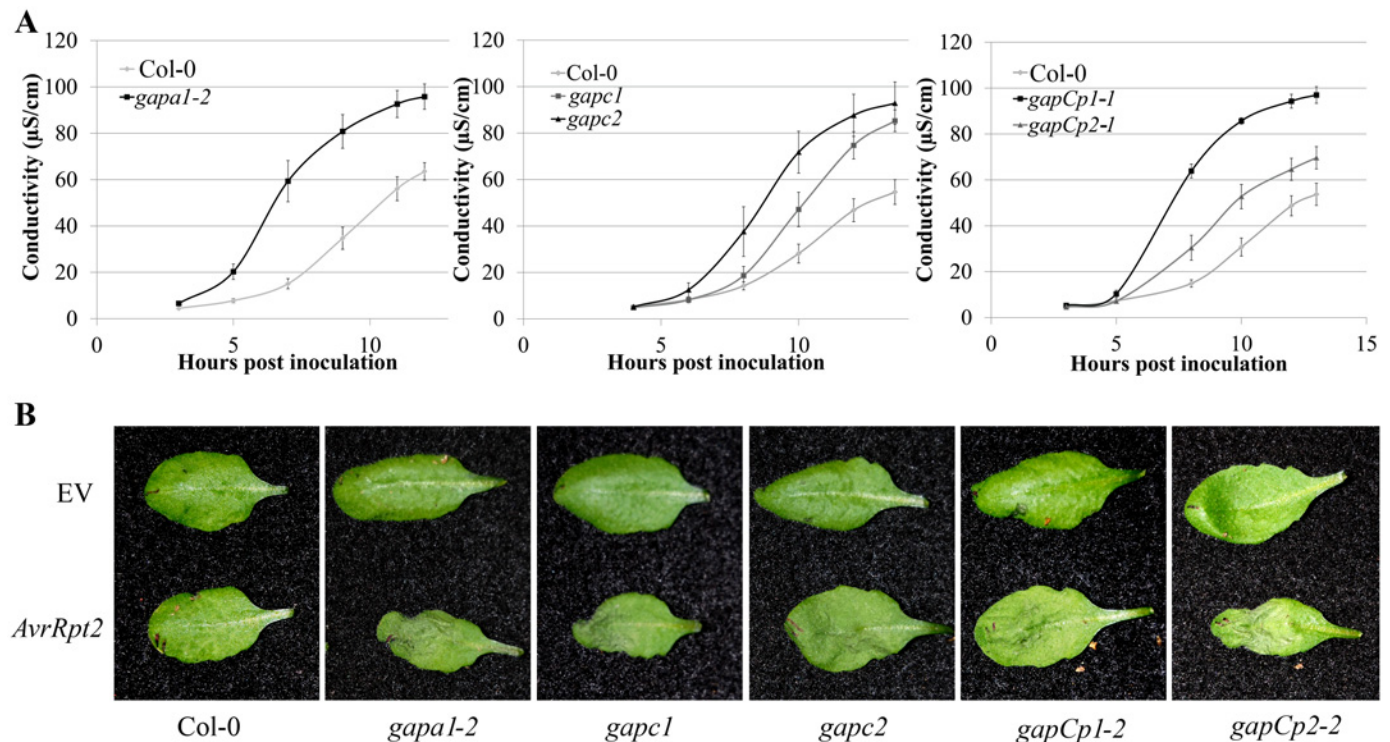 A
Conductivity (µS/cm)
120
100
80
60
40
20
0
Col-0
gapa1-2
0
5
10
Hours post inoculation
Conductivity (µS/cm)
120
100
80
60
40
20
0
Col-0
gapc1
gapc2
0
5
10
Hours post inoculation
Conductivity (µS/cm)
120
100
80
60
40
20
0
Col-0
gapCp1-1
gapCp2-1
0
5
10
15
Hours post inoculation
B
EV
AvrRpt2
Col-0
gapa1-2
gapc1
gapc2
gapCp1-2
gapCp2-2